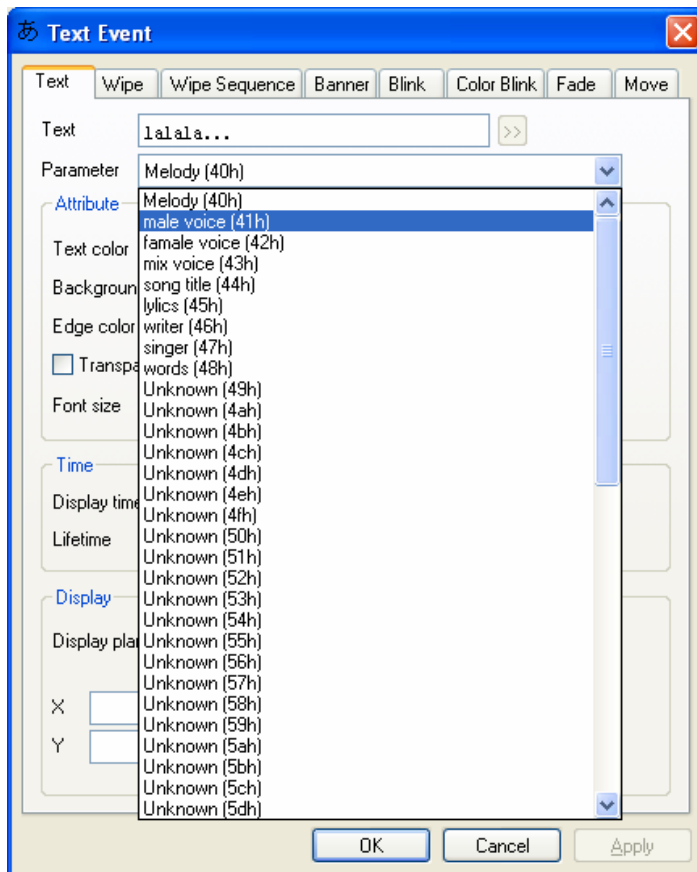 あ Text Event
Text Wipe Wipe Sequence Banner Blink Color Blink Fade Move
Text lalala... >>
Parameter Melody (40h)
Melody (40h)
Attribute
male voice (41h)
famale voice (42h)
Text color
mix voice (43h)
song title (44h)
Backgroun
lylics (45h)
Edge color
writer (46h)
singer (47h)
Transpa
words (48h)
Unknown (49h)
Font size
Unknown (4ah)
Unknown (4bh)
Unknown (4ch)
Time
Unknown (4dh)
Unknown (4eh)
Display time
Unknown (4fh)
Unknown (50h)
Lifetime
Unknown (51h)
Unknown (52h)
Display
Unknown (53h)
Unknown (54h)
Display plan
Unknown (55h)
Unknown (56h)
Unknown (57h)
X
Unknown (58h)
Unknown (59h)
Y
Unknown (5ah)
Unknown (5bh)
Unknown (5ch)
Unknown (5dh)
OK Cancel Apply